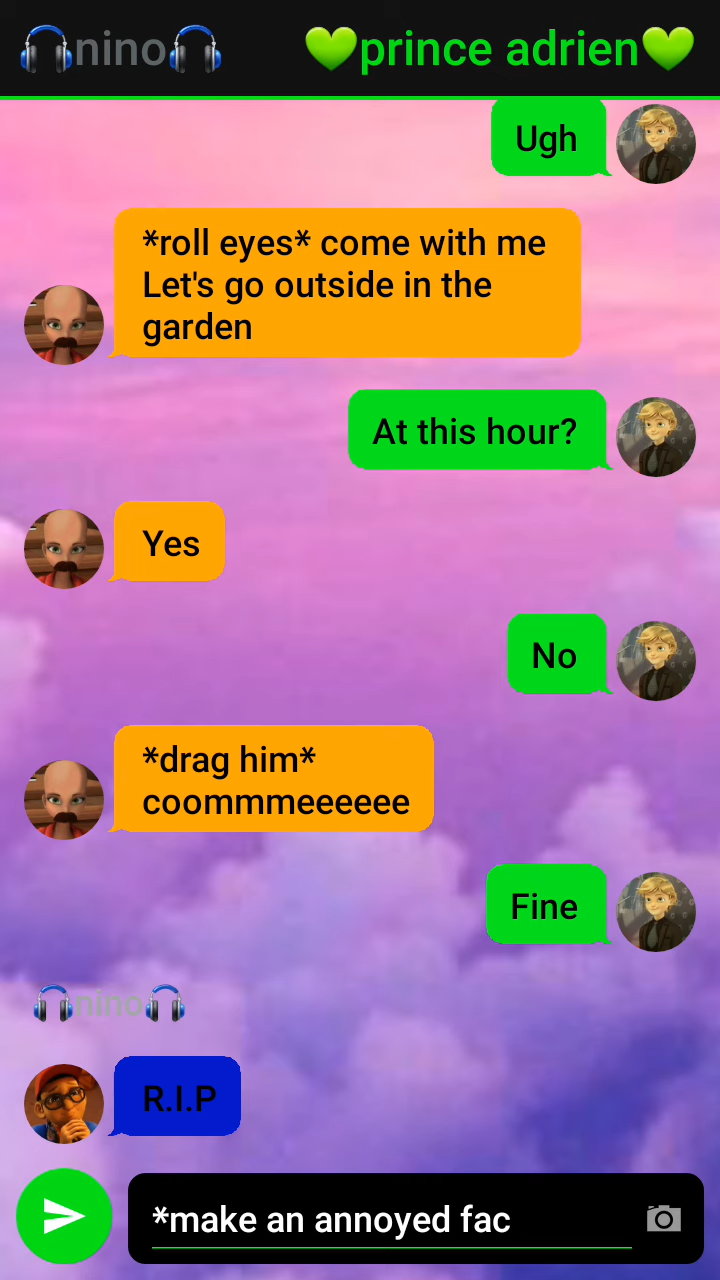 🎧nino🎧
💚prince adrien💚
Ugh
*roll eyes* come with me
Let's go outside in the
garden
At this hour?
Yes
No
*drag him*
coommmeeeeee
Fine
🎧nino🎧
R.I.P
*make an annoyed fac